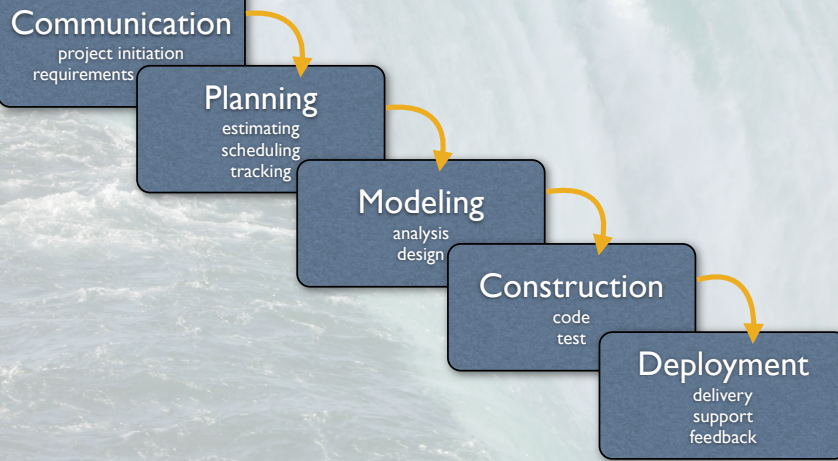 Communication
project initiation
requirements
Planning
estimating
scheduling
tracking
Modeling
analysis
design
Construction
code
test
Deployment
delivery
support
feedback